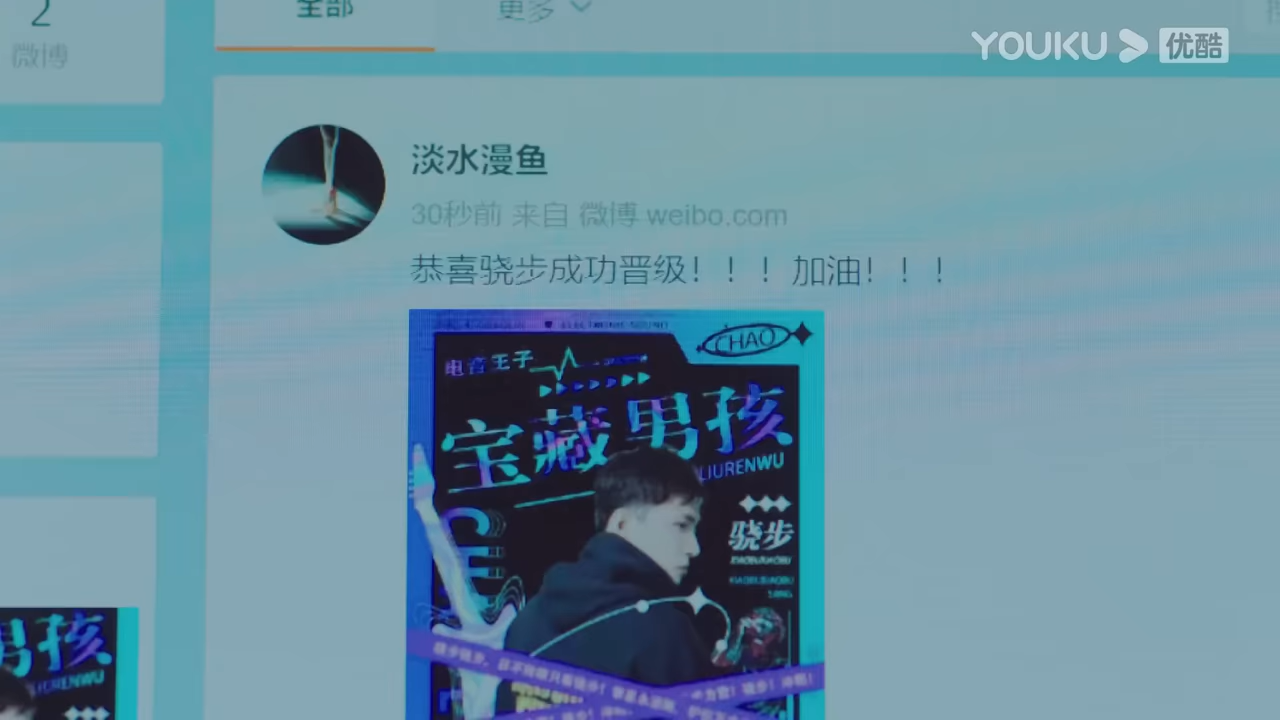 2
微博
全部
更多
YOUKU 优酷
淡水漫鱼
30秒前 来自 微博 weibo.com
恭喜骁步成功晋级！！！加油！！！
CHAO
电音王子
宝藏男孩
LIURENWU
骁步
男孩
LIURENWU